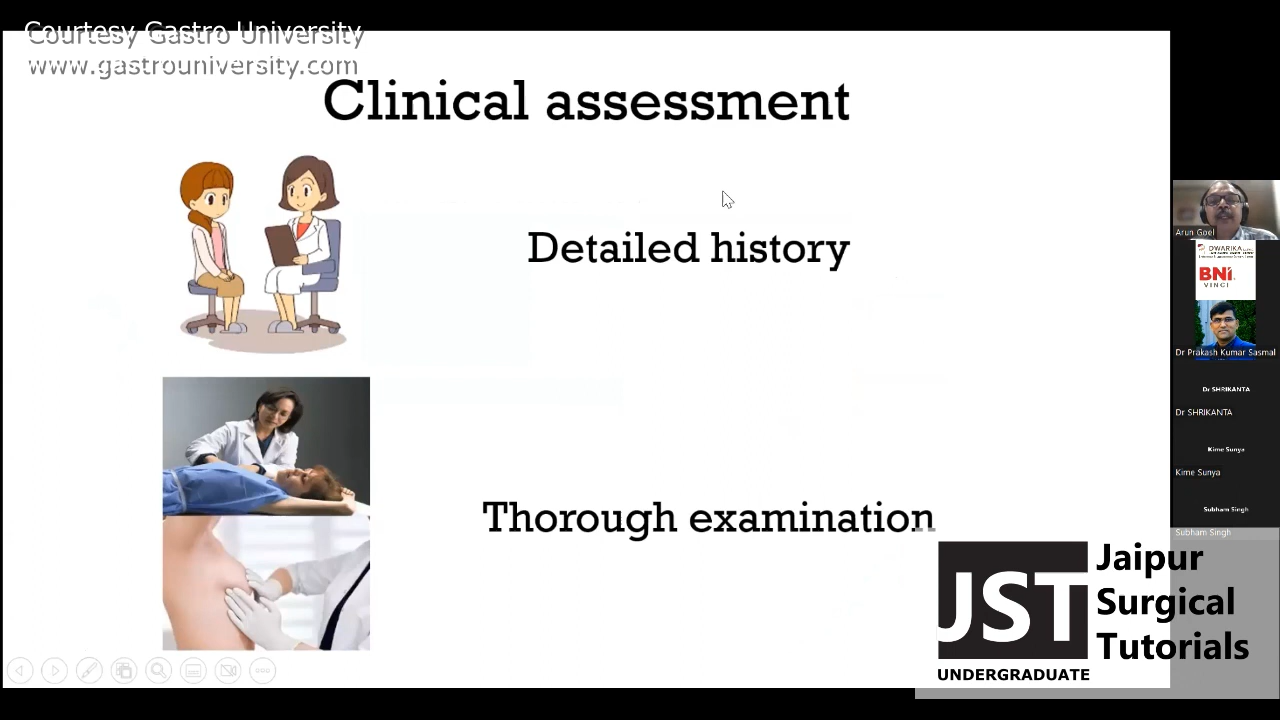 Courtesy Gastro University
www.gastrouniversity.com
Clinical assessment
Detailed history
Thorough examination
Arun Goel
DWARIKA
BNI
VINCI
Dr Prakash Kumar Sasmal
Dr SHRIKANTA
Dr SHRIKANTA
Kime Sunya
Kime Sunya
Subham Singh
Subham Singh
JST
Jaipur
Surgical
Tutorials
UNDERGRADUATE